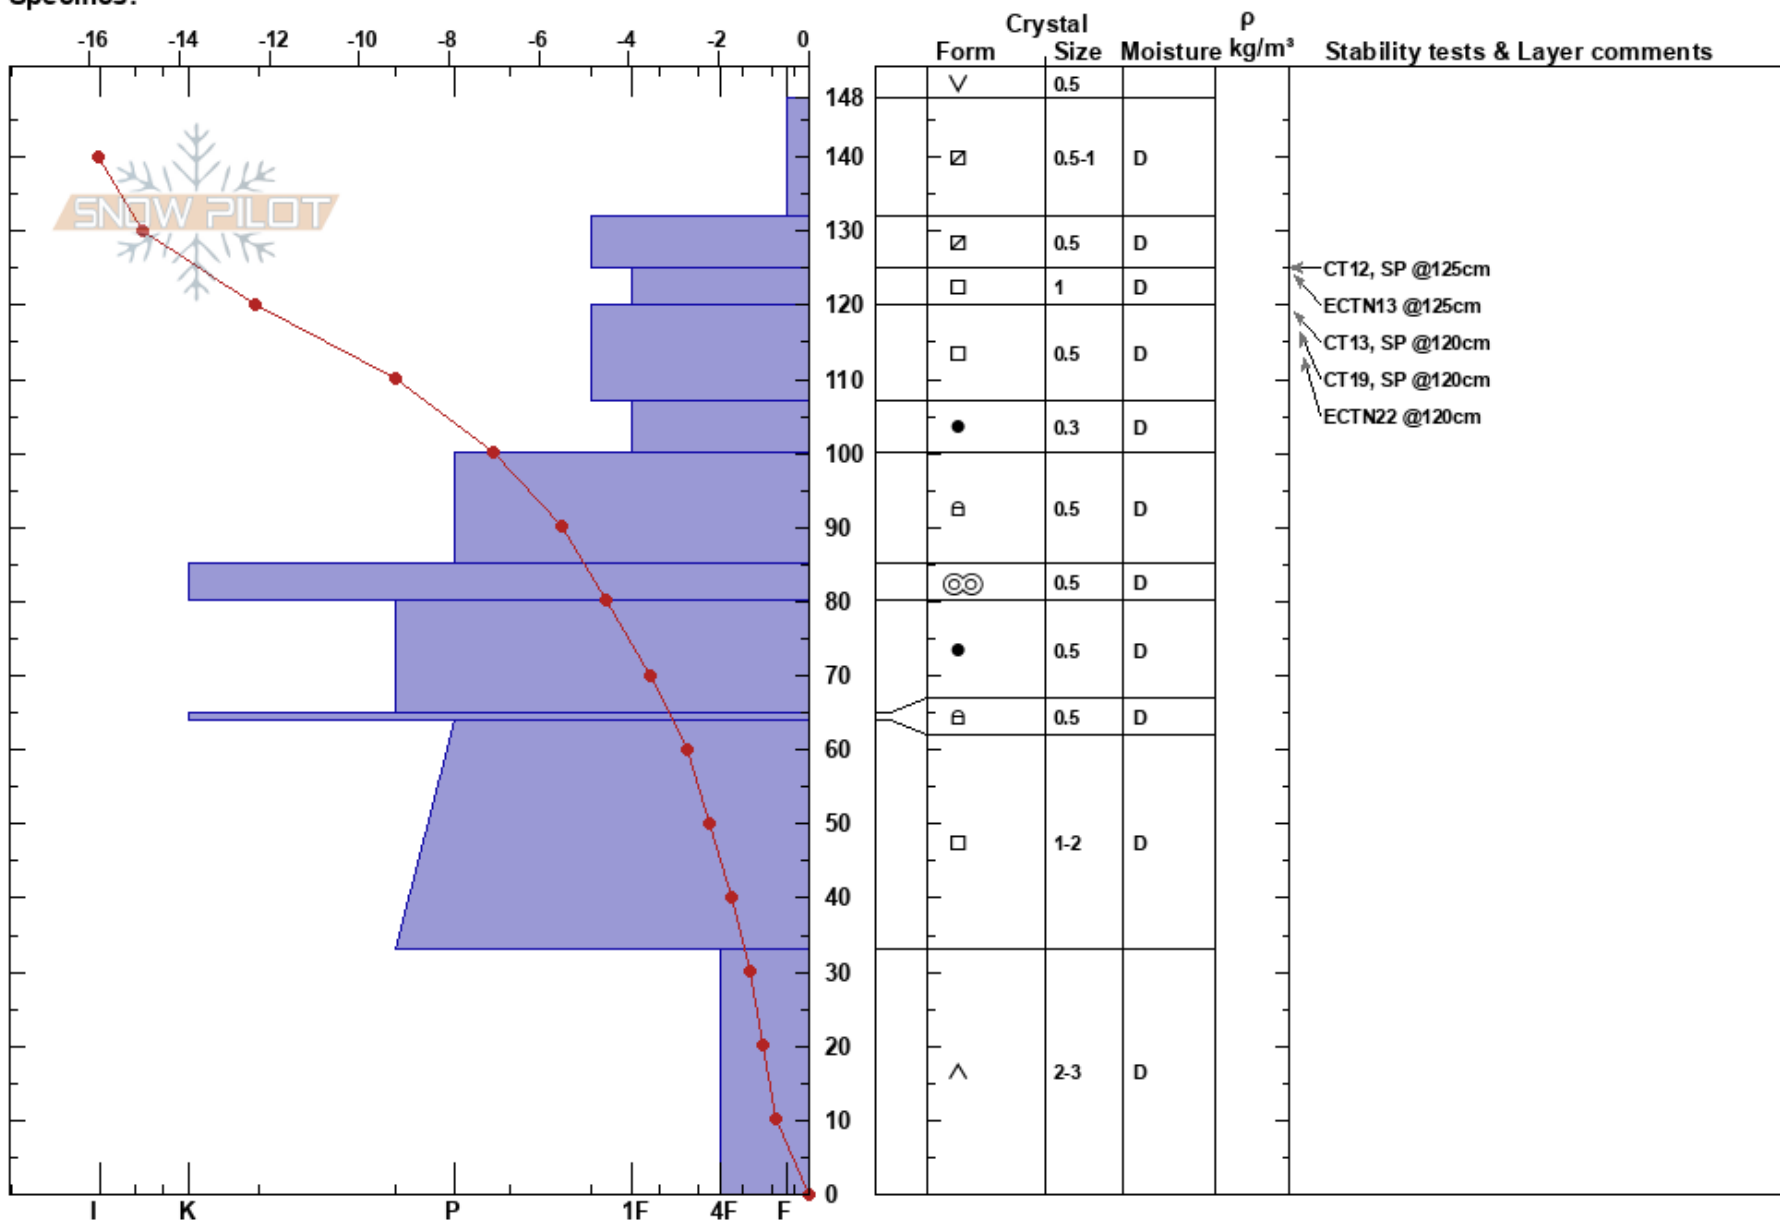 Specifics:
Crystal ρ
Form Size Moisture kg/m³ Stability tests & Layer comments
-16 -14 -12 -10 -8 -6 -4 -2 0
SNOW PILOT
148 0.5
140 0.5-1 D
130 0.5 D
CT12, SP @125cm
1 D
120 ECTN13 @125cm
CT13, SP @120cm
0.5 D
110 CT19, SP @120cm
ECTN22 @120cm
0.3 D
100
0.5 D
90
0.5 D
80
0.5 D
70
0.5 D
60
50
1-2 D
40
30
20
2-3 D
10
0
I K P 1F 4F F